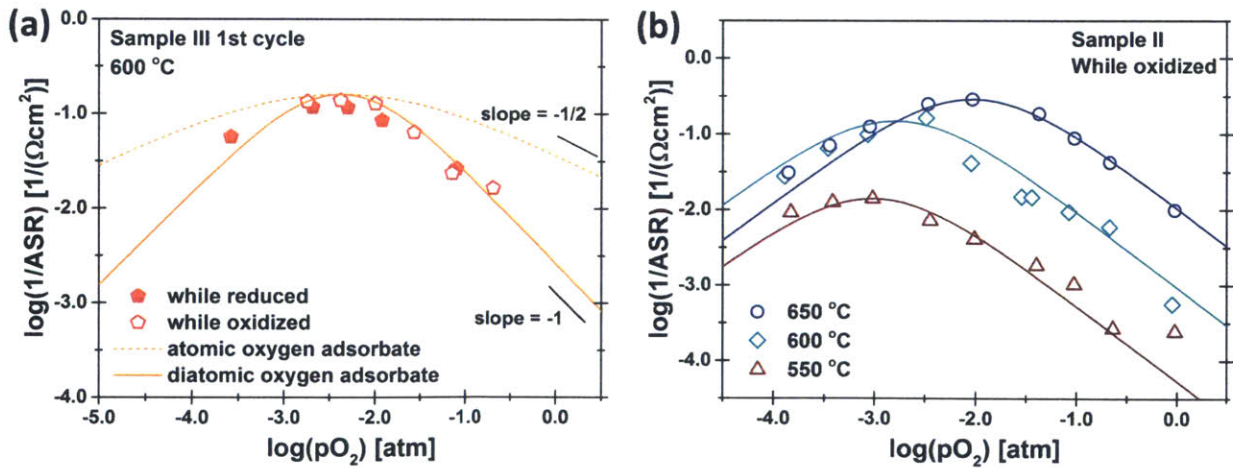 (a)
Sample III 1st cycle
600 °C
slope = -1/2
slope = -1
while reduced
while oxidized
atomic oxygen adsorbate
diatomic oxygen adsorbate
0.0
-1.0
-2.0
-3.0
-4.0
log(1/ASR) [1/(Ωcm²)]
-5.0 -4.0 -3.0 -2.0 -1.0 0.0
log(pO₂) [atm]
(b)
Sample II
While oxidized
650 °C
600 °C
550 °C
0.0
-1.0
-2.0
-3.0
-4.0
log(1/ASR) [1/(Ωcm²)]
-4.0 -3.0 -2.0 -1.0 0.0
log(pO₂) [atm]